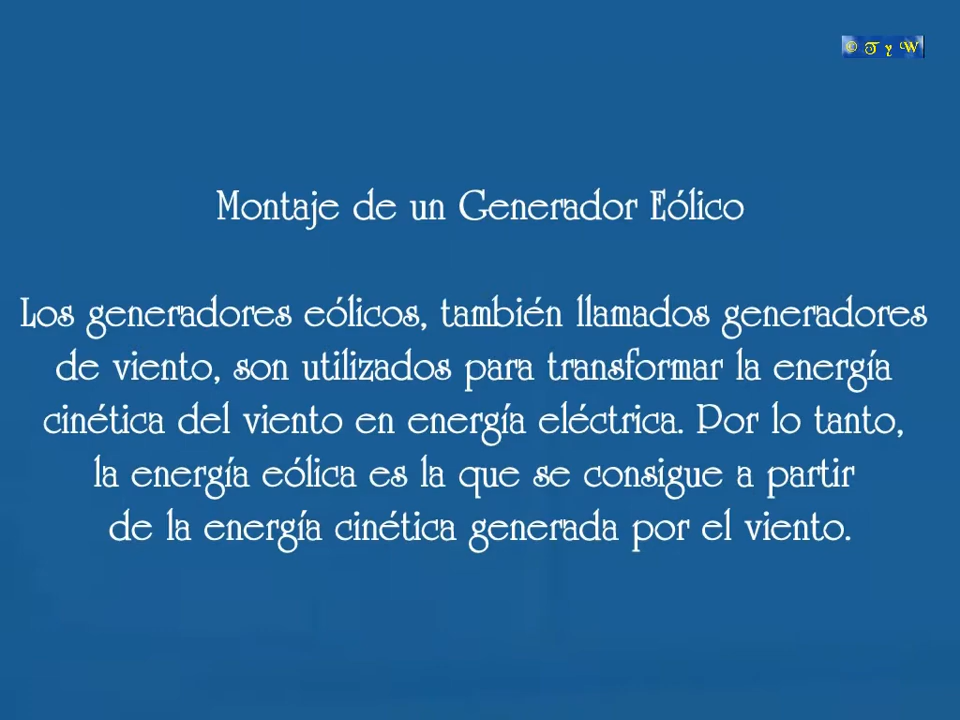 © T y W
Montaje de un Generador Eólico
Los generadores eólicos, también llamados generadores
de viento, son utilizados para transformar la energía
cinética del viento en energía eléctrica. Por lo tanto,
la energía eólica es la que se consigue a partir
de la energía cinética generada por el viento.